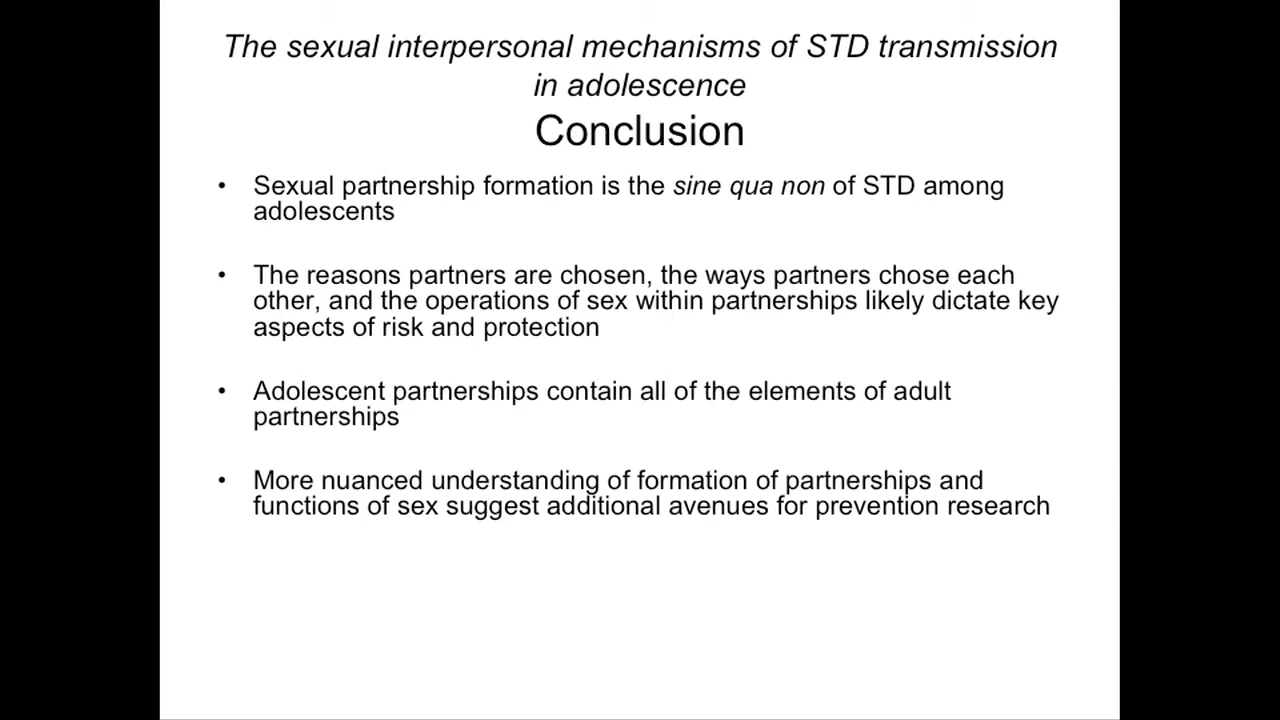 The sexual interpersonal mechanisms of STD transmission
in adolescence
Conclusion
• Sexual partnership formation is the sine qua non of STD among
adolescents
• The reasons partners are chosen, the ways partners chose each
other, and the operations of sex within partnerships likely dictate key
aspects of risk and protection
• Adolescent partnerships contain all of the elements of adult
partnerships
• More nuanced understanding of formation of partnerships and
functions of sex suggest additional avenues for prevention research